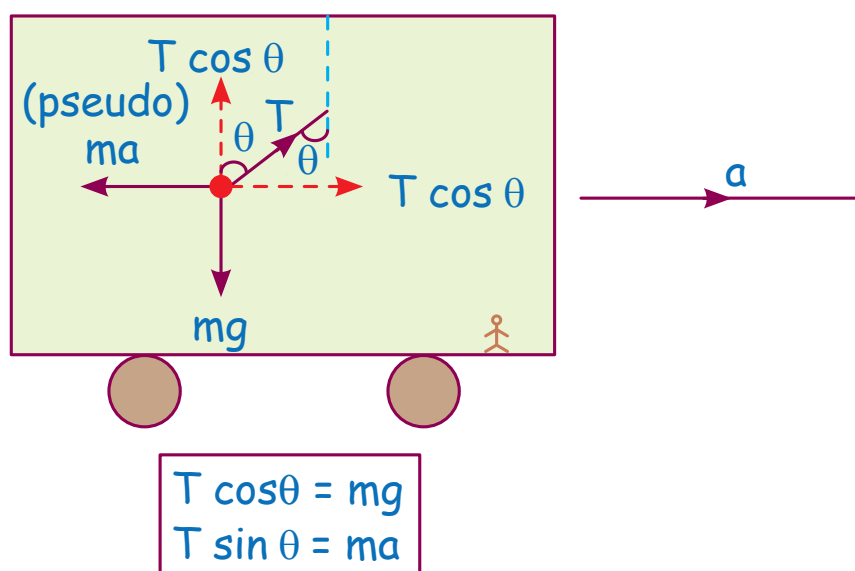 T cos θ
(pseudo)
ma
T
θ
θ
T cos θ
a
mg
T cosθ = mg
T sin θ = ma